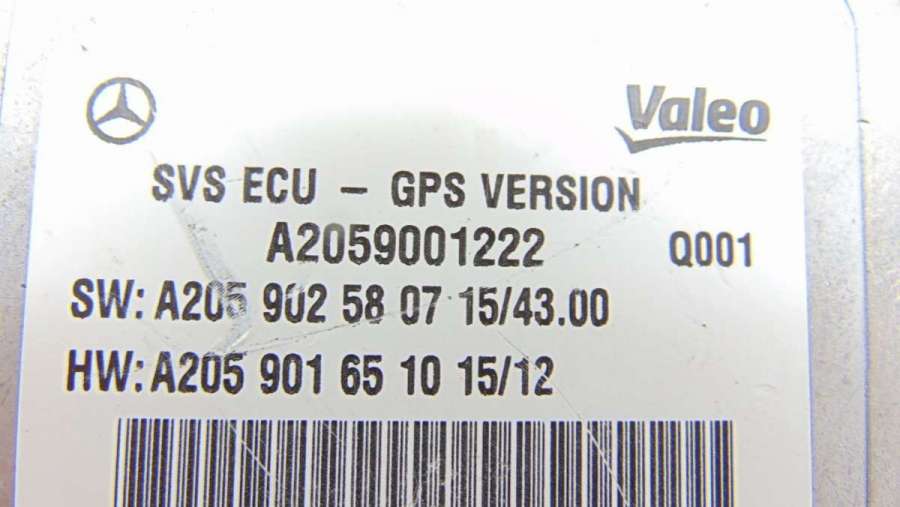 Valeo
SVS ECU - GPS VERSION
A2059001222 Q001
SW: A205 902 58 07 15/43.00
HW: A205 901 65 10 15/12